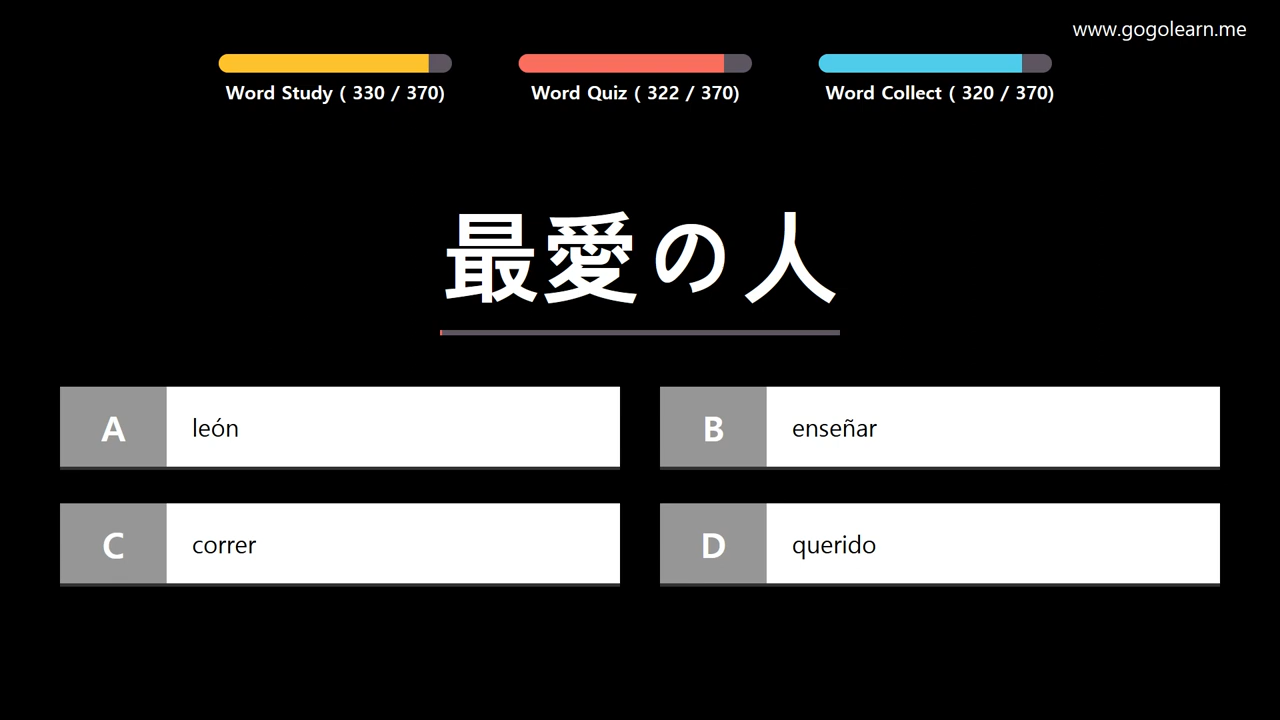 www.gogolearn.me
Word Study ( 330 / 370)
Word Quiz ( 322 / 370)
Word Collect ( 320 / 370)
最愛の人
A león
B enseñar
C correr
D querido